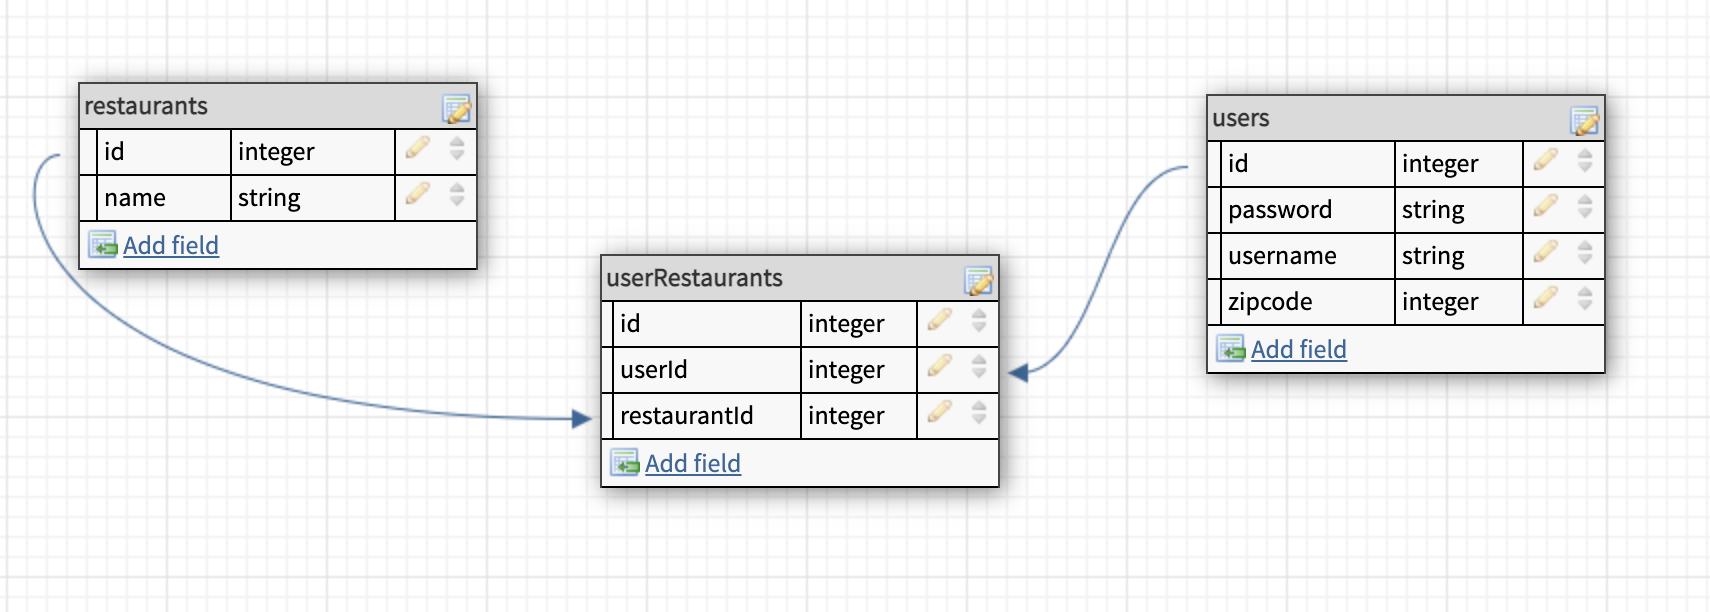 restaurants
id integer
name string
Add field
userRestaurants
id integer
userId integer
restaurantId integer
Add field
users
id integer
password string
username string
zipcode integer
Add field